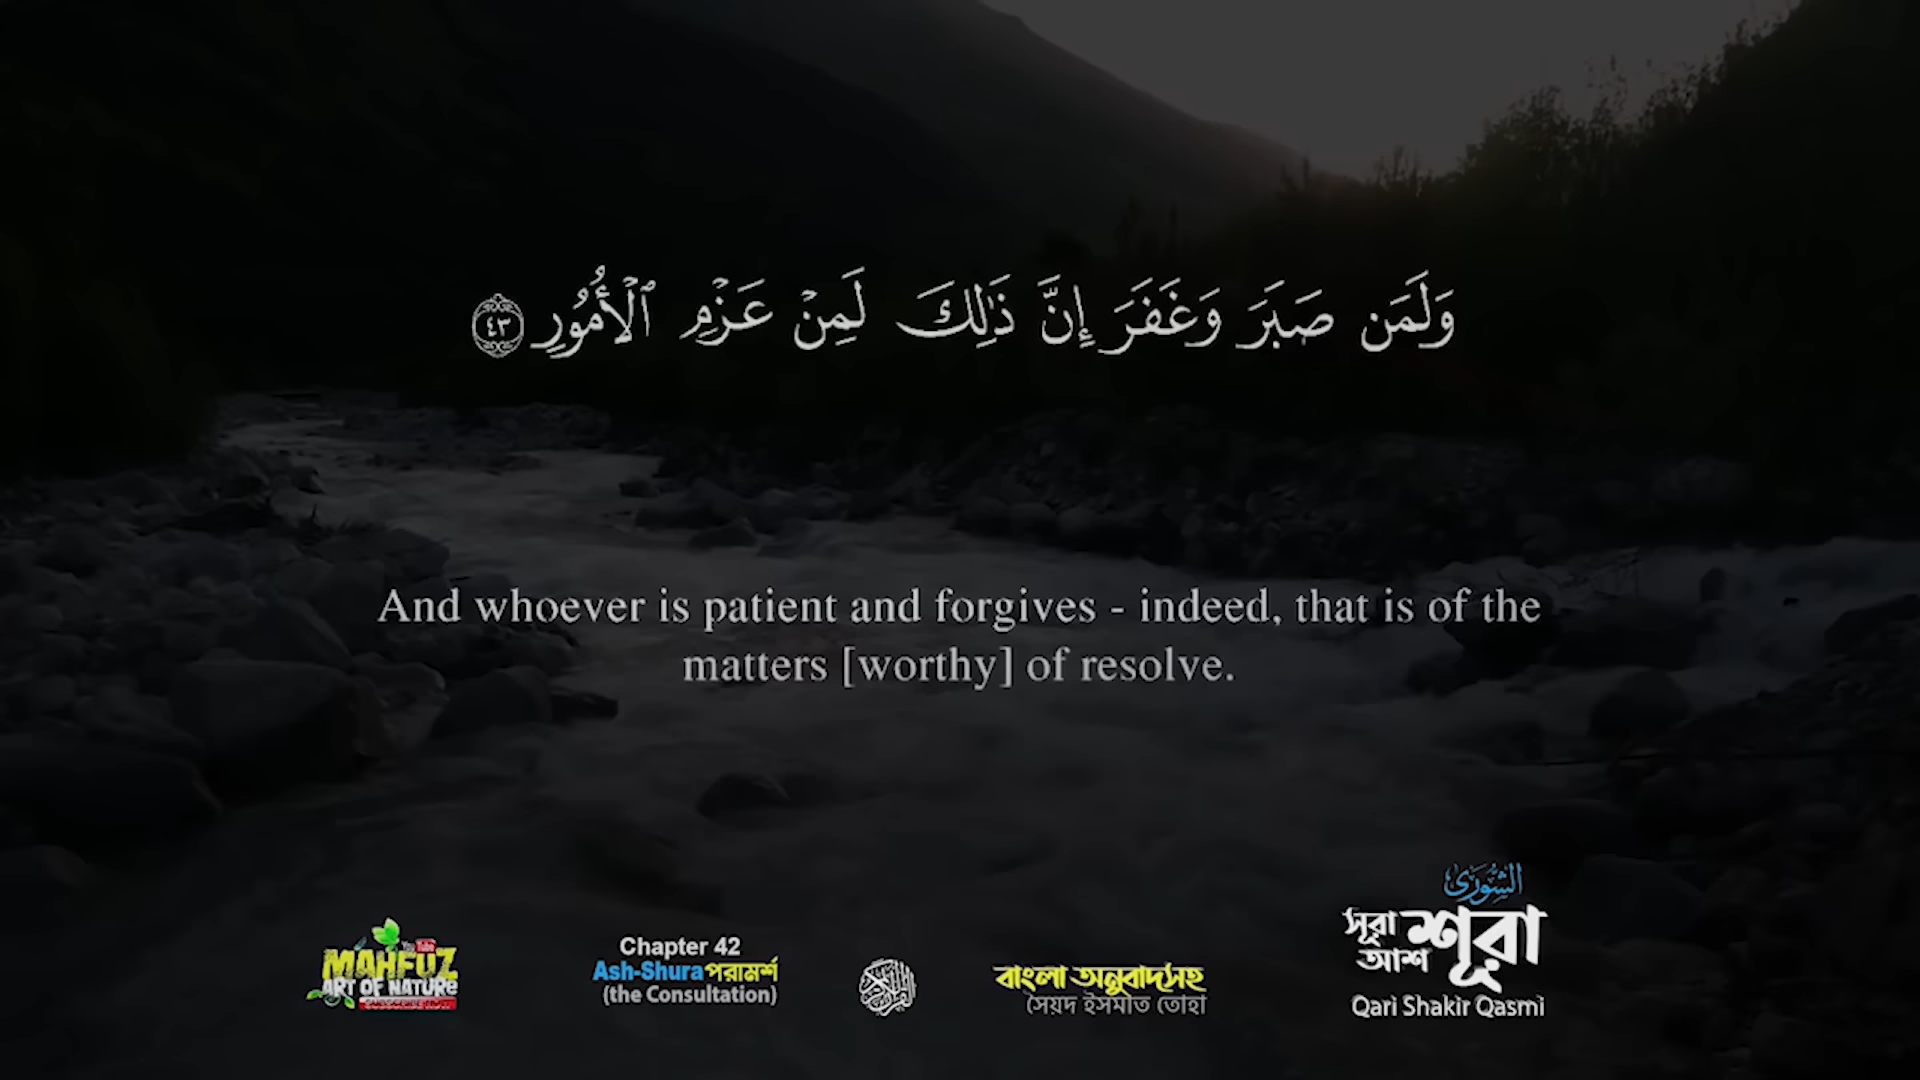 وَلَمَن صَبَرَ وَغَفَرَ إِنَّ ذَٰلِكَ لَمِنْ عَزْمِ ٱلْأُمُورِ ٤٣
And whoever is patient and forgives - indeed, that is of the
matters [worthy] of resolve.
You Tube
MAHFUZ
ART OF NATURE
Chapter 42
Ash-Shura পরামর্শ
(the Consultation)
বাংলা অনুবাদসহ
সৈয়দ ইসমাত তোহা
الشورى
সূরা আশ শূরা
Qari Shakir Qasmi